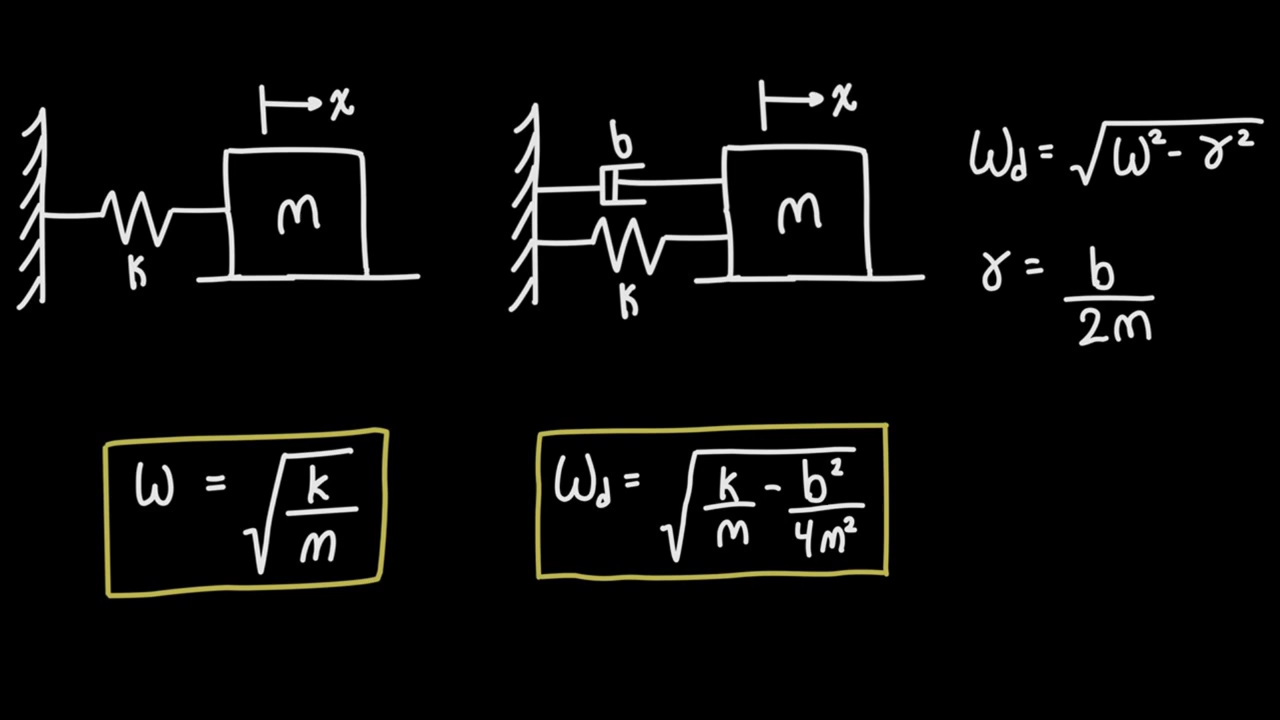 x
m
k
x
b
m
k
ω_d = √(ω² - γ²)
γ = b/2m
ω = √(k/m)
ω_d = √(k/m - b²/4m²)